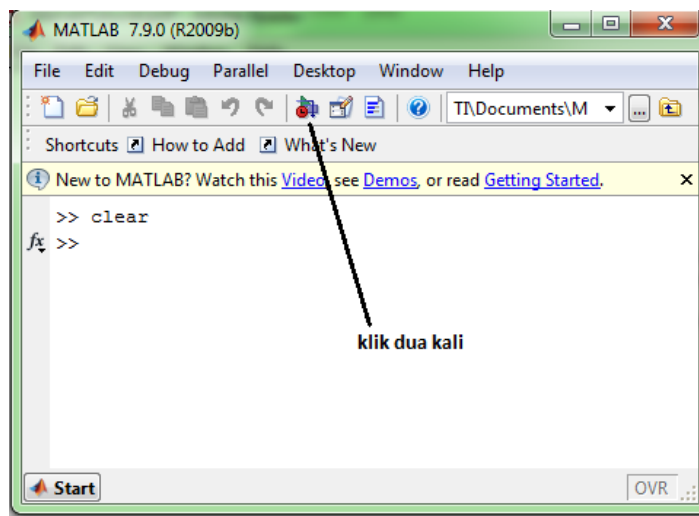 MATLAB 7.9.0 (R2009b)
File Edit Debug Parallel Desktop Window Help
TI\Documents\M ...
Shortcuts How to Add What's New
New to MATLAB? Watch this Video, see Demos, or read Getting Started.
>> clear
fx >>
klik dua kali
Start OVR